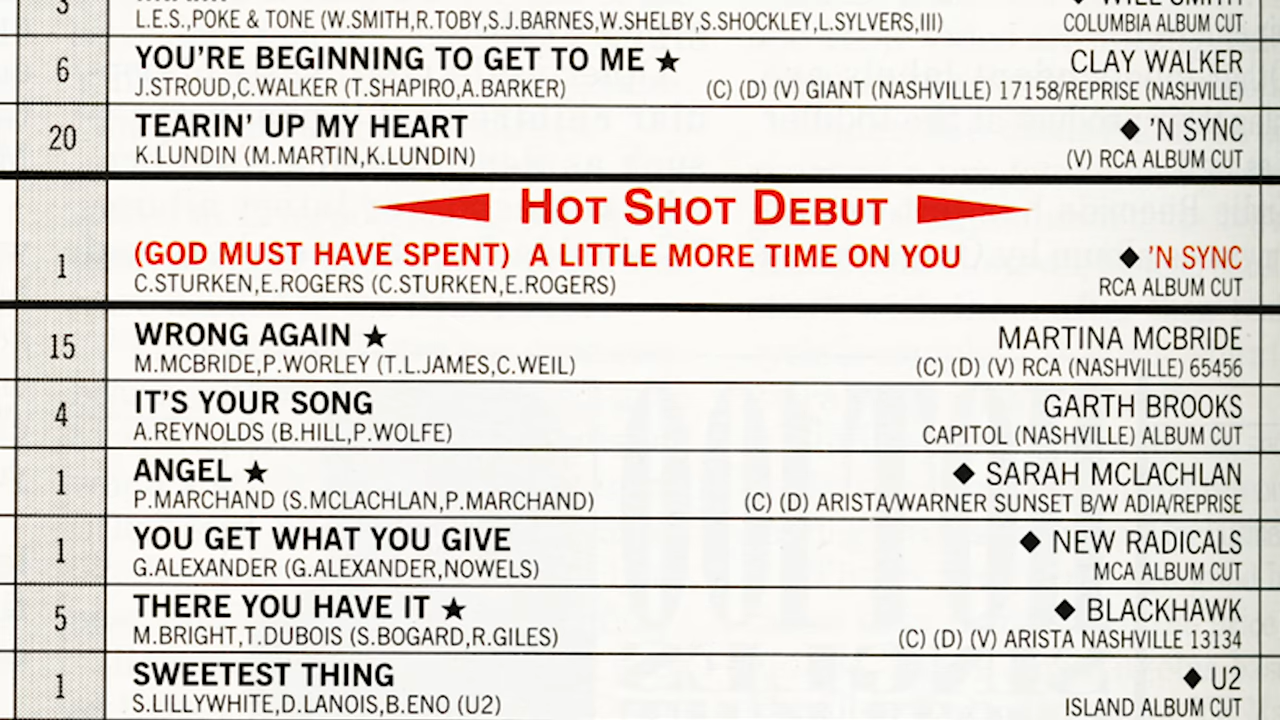 3
WILL SMITH
L.E.S.,POKE & TONE (W.SMITH,R.TOBY,S.J.BARNES,W.SHELBY,S.SHOCKLEY,L.SYLVERS,III) COLUMBIA ALBUM CUT
6 YOU'RE BEGINNING TO GET TO ME ★ CLAY WALKER
J.STROUD,C.WALKER (T.SHAPIRO,A.BARKER) (C) (D) (V) GIANT (NASHVILLE) 17158/REPRISE (NASHVILLE)
20 TEARIN' UP MY HEART ◆ 'N SYNC
K.LUNDIN (M.MARTIN,K.LUNDIN) (V) RCA ALBUM CUT
HOT SHOT DEBUT
1 (GOD MUST HAVE SPENT) A LITTLE MORE TIME ON YOU ◆ 'N SYNC
C.STURKEN,E.ROGERS (C.STURKEN,E.ROGERS) RCA ALBUM CUT
15 WRONG AGAIN ★ MARTINA MCBRIDE
M.MCBRIDE,P.WORLEY (T.L.JAMES,C.WEIL) (C) (D) (V) RCA (NASHVILLE) 65456
4 IT'S YOUR SONG GARTH BROOKS
A.REYNOLDS (B.HILL,P.WOLFE) CAPITOL (NASHVILLE) ALBUM CUT
1 ANGEL ★ ◆ SARAH MCLACHLAN
P.MARCHAND (S.MCLACHLAN,P.MARCHAND) (C) (D) ARISTA/WARNER SUNSET B/W ADIA/REPRISE
1 YOU GET WHAT YOU GIVE ◆ NEW RADICALS
G.ALEXANDER (G.ALEXANDER,NOWELS) MCA ALBUM CUT
5 THERE YOU HAVE IT ★ ◆ BLACKHAWK
M.BRIGHT,T.DUBOIS (S.BOGARD,R.GILES) (C) (D) (V) ARISTA NASHVILLE 13134
1 SWEETEST THING ◆ U2
S.LILLYWHITE,D.LANOIS,B.ENO (U2) ISLAND ALBUM CUT